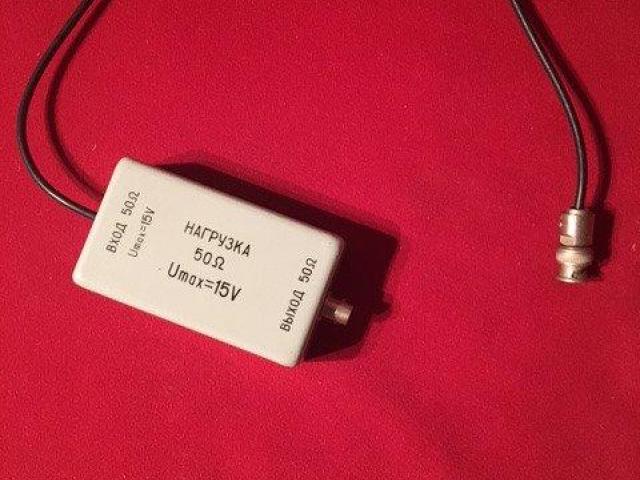 ВХОД 50Ω
Umax=15V
НАГРУЗКА
50Ω
Umax=15V
ВЫХОД 50Ω